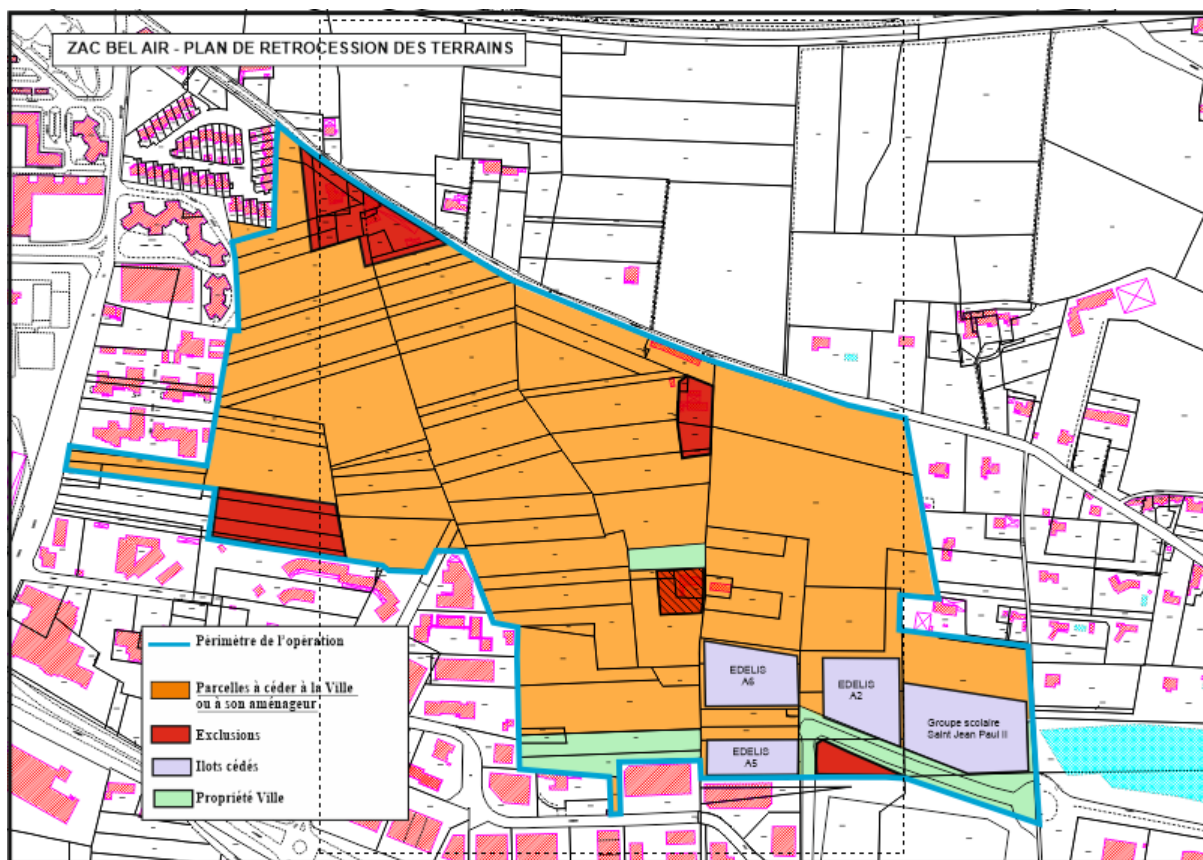 ZAC BEL AIR - PLAN DE RETROCESSION DES TERRAINS
EDELIS
A6
EDELIS
A2
Groupe scolaire
Saint Jean Paul II
EDELIS
A5
Périmètre de l'opération
Parcelles à céder à la Ville
ou à son aménageur
Exclusions
Ilots cédés
Propriété Ville